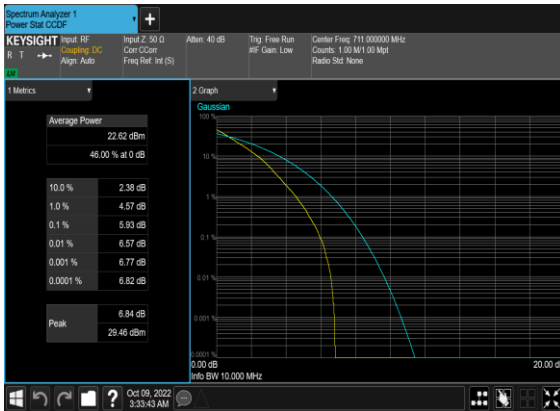 Spectrum Analyzer 1
Power Stat CCDF
+
KEYSIGHT
R T
LXI
Input: RF
Coupling: DC
Align: Auto
Input Z: 50 Ω
Corr CCorr
Freq Ref: Int (S)
Atten: 40 dB
Trig: Free Run
#IF Gain: Low
Center Freq: 711.000000 MHz
Counts: 1.00 M/1.00 Mpt
Radio Std: None
1 Metrics
Average Power
22.62 dBm
46.00 % at 0 dB
10.0 % 2.38 dB
1.0 % 4.57 dB
0.1 % 5.93 dB
0.01 % 6.57 dB
0.001 % 6.77 dB
0.0001 % 6.82 dB
Peak
6.84 dB
29.46 dBm
2 Graph
Gaussian
100 %
10 %
1 %
0.1 %
0.01 %
0.001 %
0.0001 %
0.00 dB
20.00 d
Info BW 10.000 MHz
?
Oct 09, 2022
3:33:43 AM